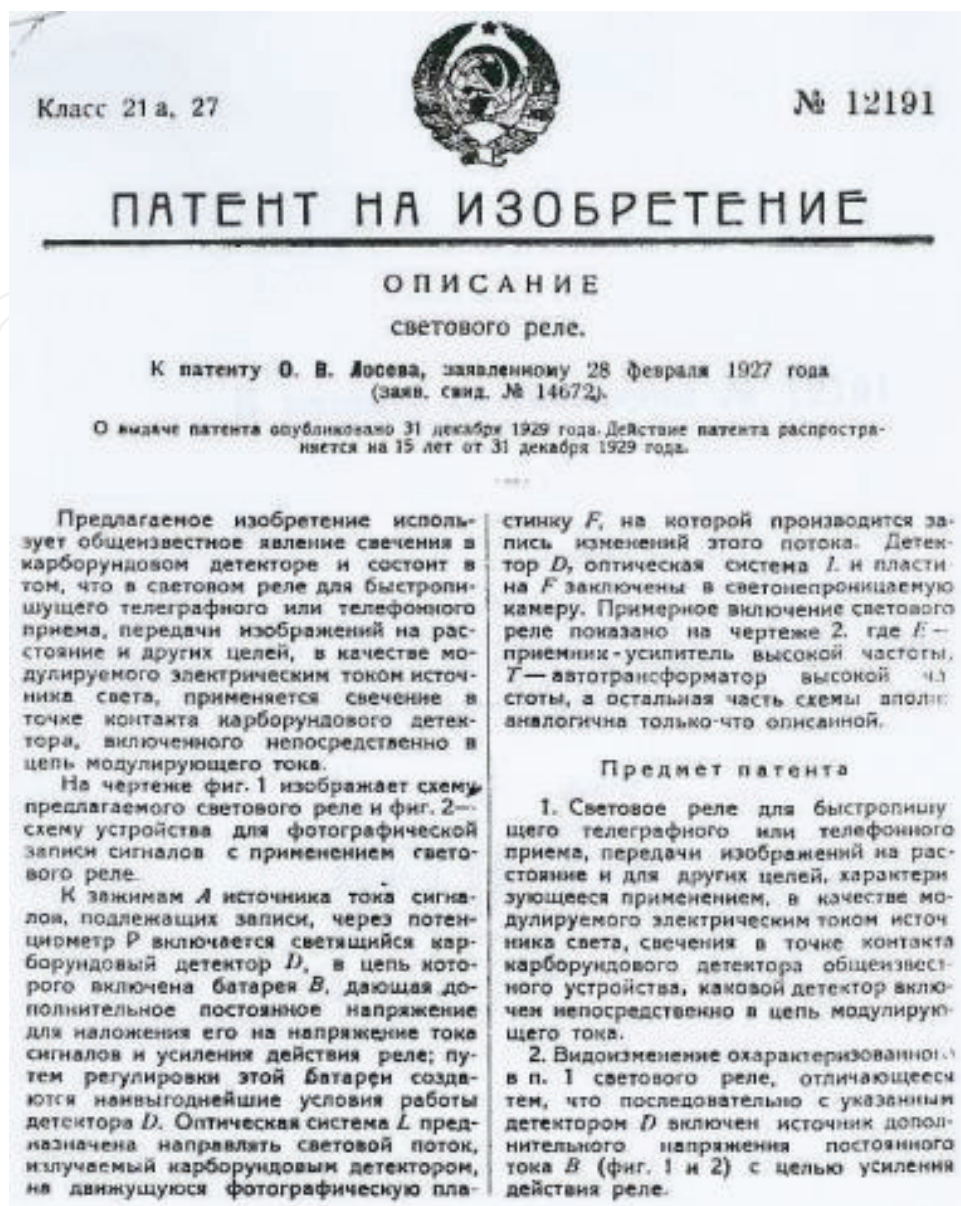 Класс 21 а, 27
№ 12191
ПАТЕНТ НА ИЗОБРЕТЕНИЕ
ОПИСАНИЕ
светового реле.
К патенту О. В. Лосева, заявленному 28 февраля 1927 года
(заяв. свид. № 14672).
О выдаче патента опубликовано 31 декабря 1929 года. Действие патента распростра-
няется на 15 лет от 31 декабря 1929 года.
Предлагаемое изобретение исполь-
зует общеизвестное явление свечения в
карборундовом детекторе и состоит в
том, что в световом реле для быстропи-
шущего телеграфного или телефонного
приема, передачи изображений на рас-
стояние и других целей, в качестве мо-
дулируемого электрическим током источ-
ника света, применяется свечение в
точке контакта карборундового детек-
тора, включенного непосредственно в
цепь модулирующего тока.
На чертеже фиг. 1 изображает схему
предлагаемого светового реле и фиг. 2—
схему устройства для фотографической
записи сигналов с применением свето-
вого реле.
К зажимам A источника тока сигна-
лов, подлежащих записи, через потен-
циометр P включается светящийся кар-
борундовый детектор D, в цепь кото-
рого включена батарея B, дающая до-
полнительное постоянное напряжение
для наложения его на напряжение тока
сигналов и усиления действия реле; пу-
тем регулировки этой батареи созда-
ются наивыгоднейшие условия работы
детектора D. Оптическая система L пред-
назначена направлять световой поток,
излучаемый карборундовым детектором,
на движущуюся фотографическую пла-
стинку F, на которой производится за-
пись изменений этого потока. Детек-
тор D, оптическая система L и пласти-
на F заключены в светонепроницаемую
камеру. Примерное включение светового
реле показано на чертеже 2, где E—
приемник-усилитель высокой частоты,
T—автотрансформатор высокой ча
стоты, а остальная часть схемы вполне
аналогична только-что описанной.
Предмет патента
1. Световое реле для быстропишу
щего телеграфного или телефонного
приема, передачи изображений на рас-
стояние и для других целей, характери
зующееся применением, в качестве мо-
дулируемого электрическим током источ
ника света, свечения в точке контакта
карборундового детектора общеизвест-
ного устройства, каковой детектор вклю-
чен непосредственно в цепь модулирую-
щего тока.
2. Видоизменение охарактеризованного
в п. 1 светового реле, отличающееся
тем, что последовательно с указанным
детектором D включен источник допол-
нительного напряжения постоянного
тока B (фиг. 1 и 2) с целью усиления
действия реле.